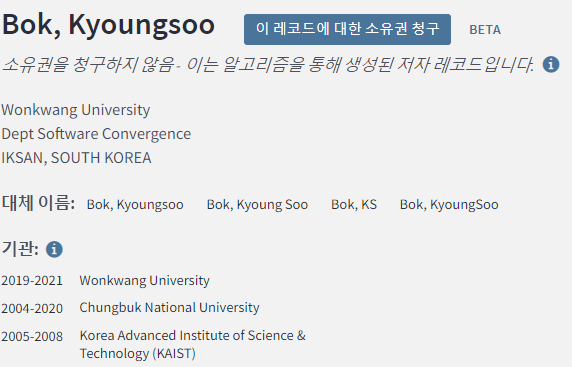 Bok, Kyoungsoo 이 레코드에 대한 소유권 청구 BETA
소유권을 청구하지 않음 - 이는 알고리즘을 통해 생성된 저자 레코드입니다.
Wonkwang University
Dept Software Convergence
IKSAN, SOUTH KOREA
대체 이름: Bok, Kyoungsoo Bok, Kyoung Soo Bok, KS Bok, KyoungSoo
기관:
2019-2021 Wonkwang University
2004-2020 Chungbuk National University
2005-2008 Korea Advanced Institute of Science &
Technology (KAIST)